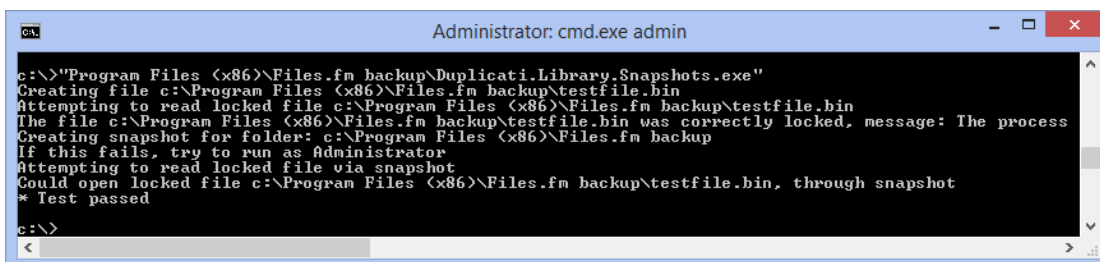 Administrator: cmd.exe admin
c:\>"Program Files (x86)\Files.fm backup\Duplicati.Library.Snapshots.exe"
Creating file c:\Program Files (x86)\Files.fm backup\testfile.bin
Attempting to read locked file c:\Program Files (x86)\Files.fm backup\testfile.bin
The file c:\Program Files (x86)\Files.fm backup\testfile.bin was correctly locked, message: The process
Creating snapshot for folder: c:\Program Files (x86)\Files.fm backup
If this fails, try to run as Administrator
Attempting to read locked file via snapshot
Could open locked file c:\Program Files (x86)\Files.fm backup\testfile.bin, through snapshot
* Test passed
c:\>